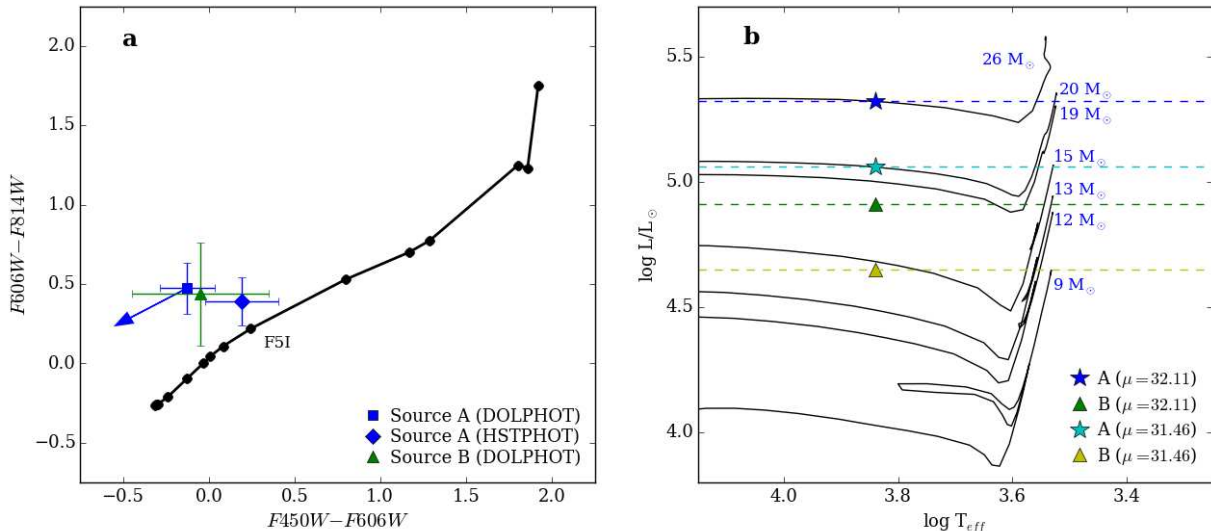 a
2.0
1.5
1.0
0.5
0.0
−0.5
F606W−F814W
F5I
Source A (DOLPHOT)
Source A (HSTPHOT)
Source B (DOLPHOT)
−0.5
0.0
0.5
1.0
1.5
2.0
F450W−F606W
b
5.5
5.0
4.5
4.0
log L/L☉
26 M☉
20 M☉
19 M☉
15 M☉
13 M☉
12 M☉
9 M☉
A (μ=32.11)
B (μ=32.11)
A (μ=31.46)
B (μ=31.46)
4.0
3.8
3.6
3.4
log T_eff